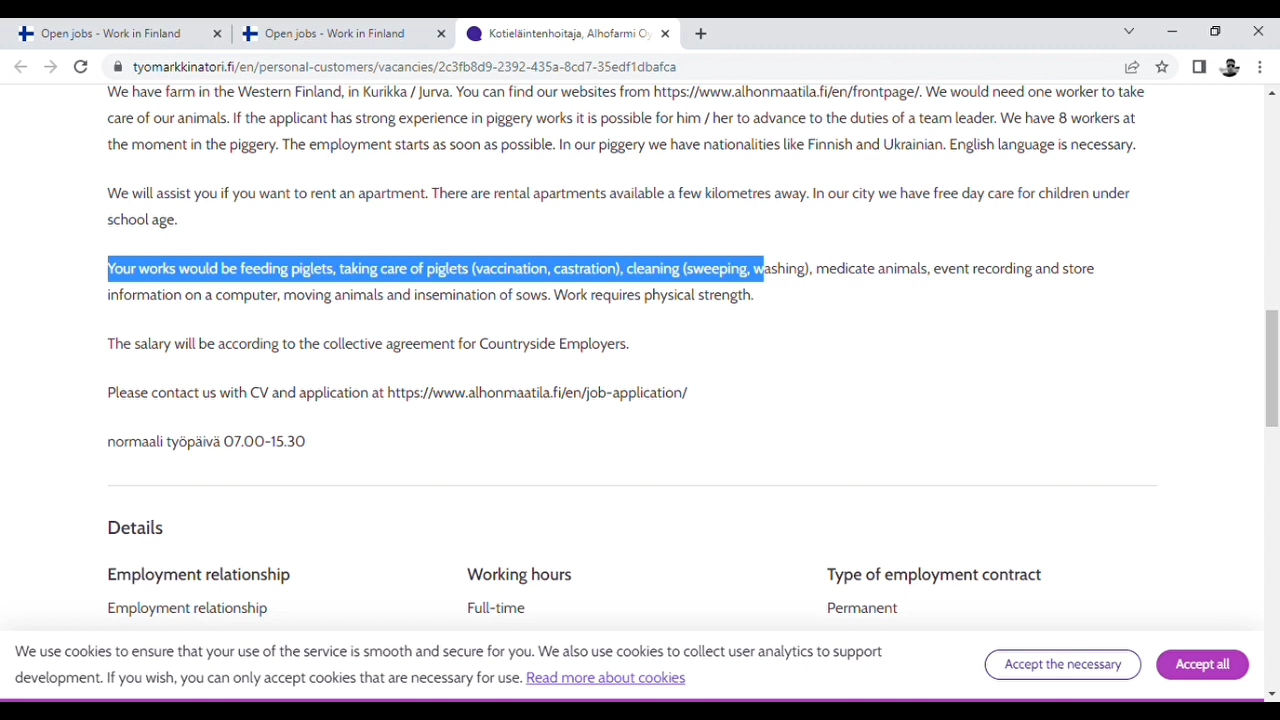 Open jobs - Work in Finland
Open jobs - Work in Finland
Kotieläintenhoitaja, Alhofarmi Oy
tyomarkkinatori.fi/en/personal-customers/vacancies/2c3fb8d9-2392-435a-8cd7-35edf1dbafca
We have farm in the Western Finland, in Kurikka / Jurva. You can find our websites from https://www.alhonmaatila.fi/en/frontpage/. We would need one worker to take
care of our animals. If the applicant has strong experience in piggery works it is possible for him / her to advance to the duties of a team leader. We have 8 workers at
the moment in the piggery. The employment starts as soon as possible. In our piggery we have nationalities like Finnish and Ukrainian. English language is necessary.
We will assist you if you want to rent an apartment. There are rental apartments available a few kilometres away. In our city we have free day care for children under
school age.
Your works would be feeding piglets, taking care of piglets (vaccination, castration), cleaning (sweeping, washing), medicate animals, event recording and store
information on a computer, moving animals and insemination of sows. Work requires physical strength.
The salary will be according to the collective agreement for Countryside Employers.
Please contact us with CV and application at https://www.alhonmaatila.fi/en/job-application/
normaali työpäivä 07.00-15.30
Details
Employment relationship
Working hours
Type of employment contract
Employment relationship
Full-time
Permanent
We use cookies to ensure that your use of the service is smooth and secure for you. We also use cookies to collect user analytics to support
development. If you wish, you can only accept cookies that are necessary for use. Read more about cookies
Accept the necessary
Accept all